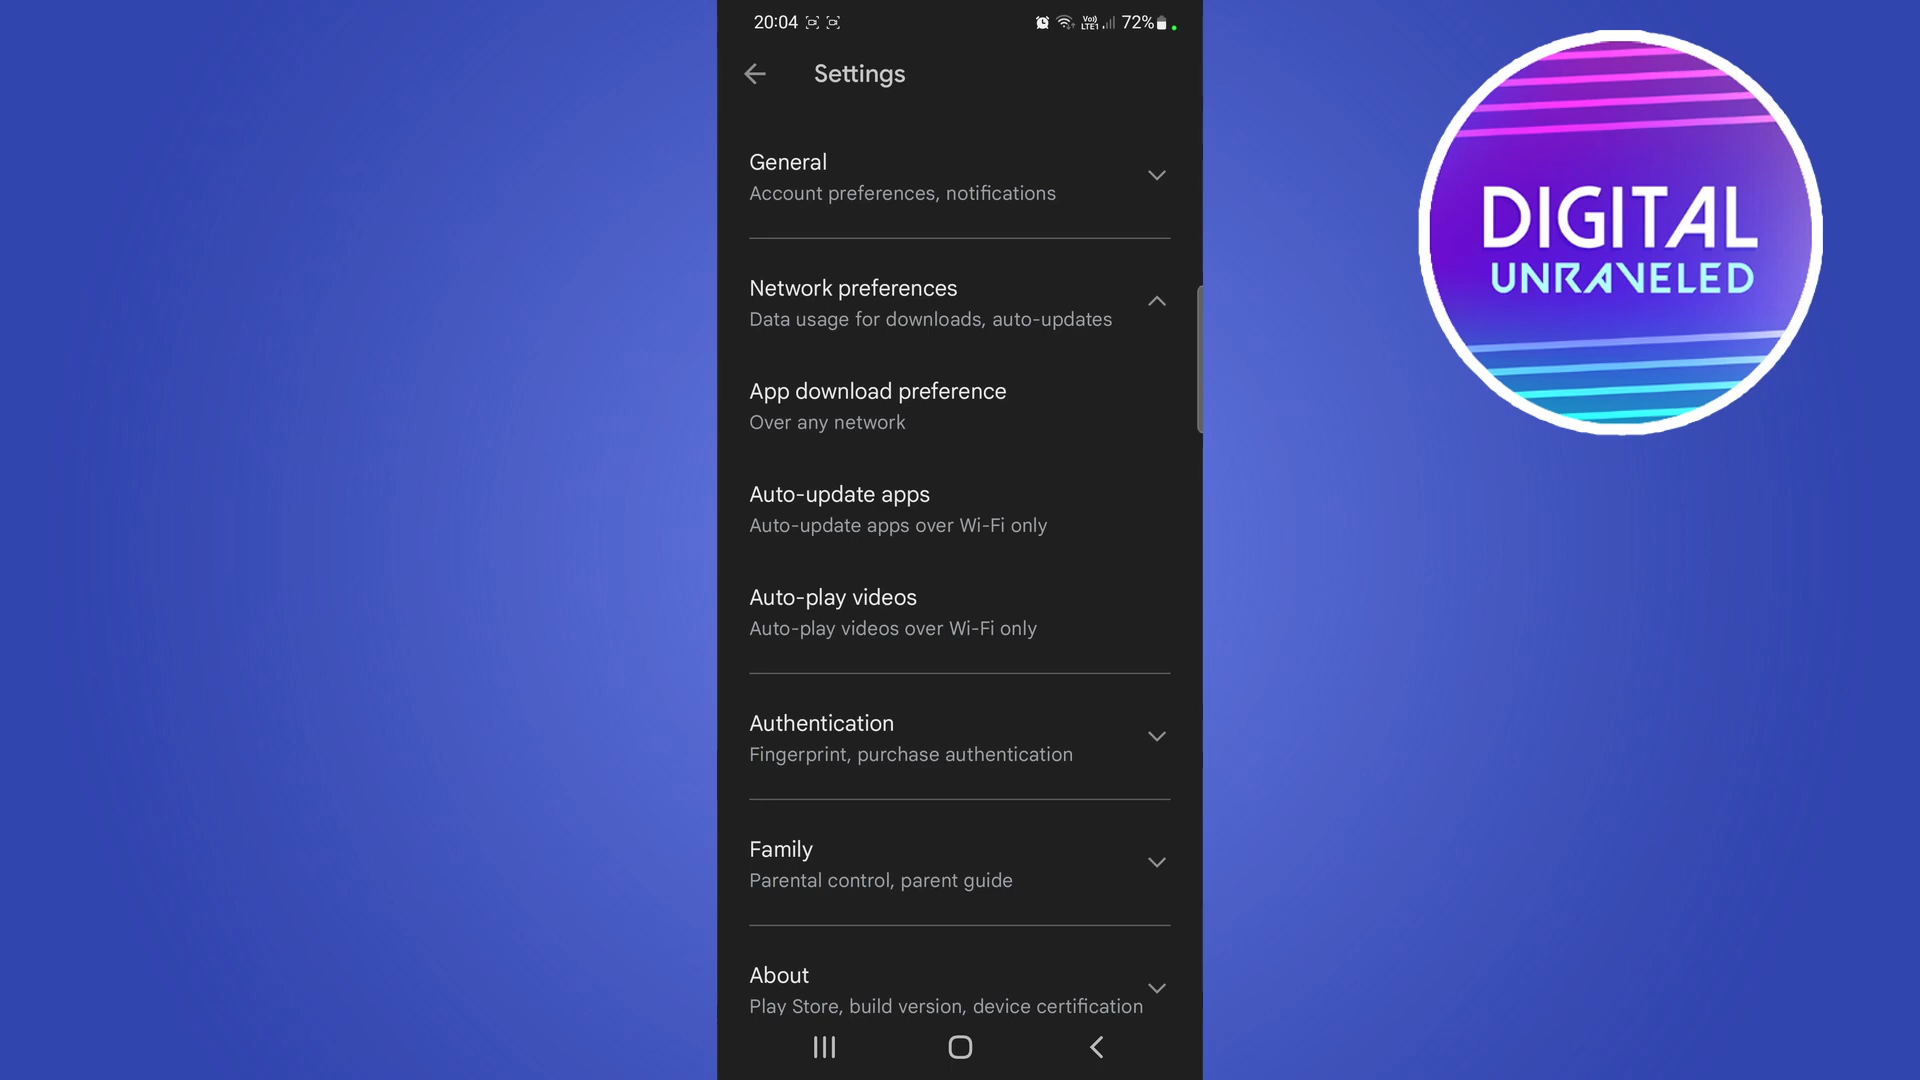 20:04
Vo)) LTE1 72%
Settings
General
Account preferences, notifications
Network preferences
Data usage for downloads, auto-updates
App download preference
Over any network
Auto-update apps
Auto-update apps over Wi-Fi only
Auto-play videos
Auto-play videos over Wi-Fi only
Authentication
Fingerprint, purchase authentication
Family
Parental control, parent guide
About
Play Store, build version, device certification
DIGITAL
UNRAVELED